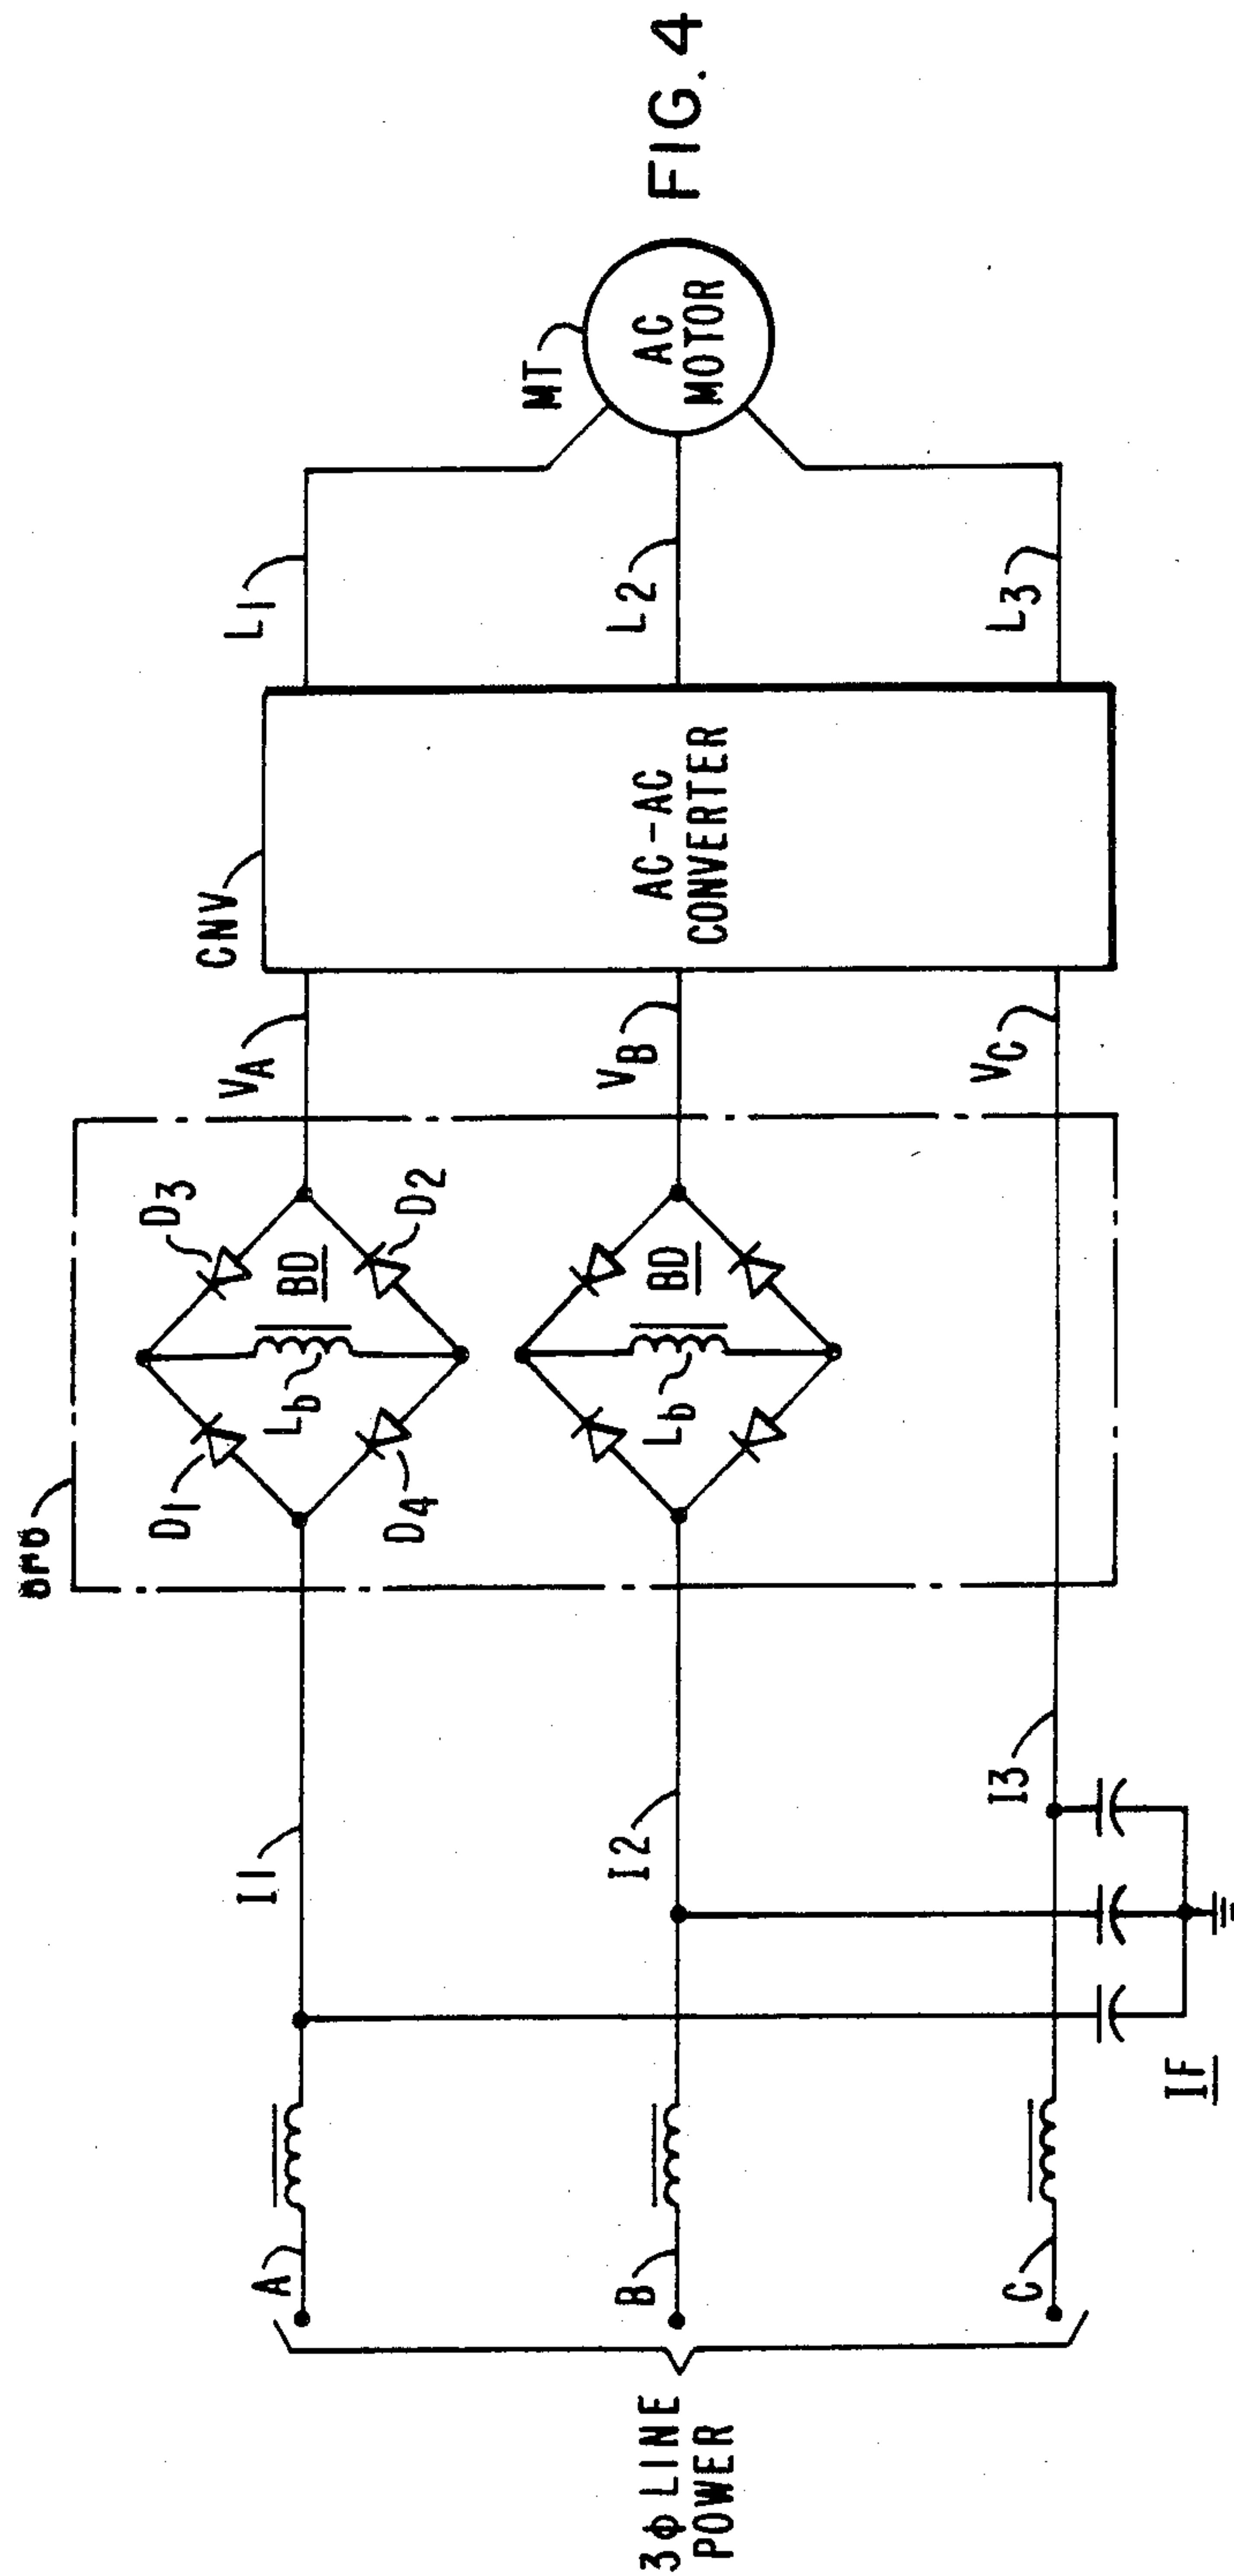 FIG. 4
3ϕ LINE
POWER
A
B
C
IF
I1
I2
I3
D1
D3
D4
D2
Lb
BD
Lb
BD
VA
VB
VC
CNV
AC-AC
CONVERTER
L1
L2
L3
MT
AC
MOTOR